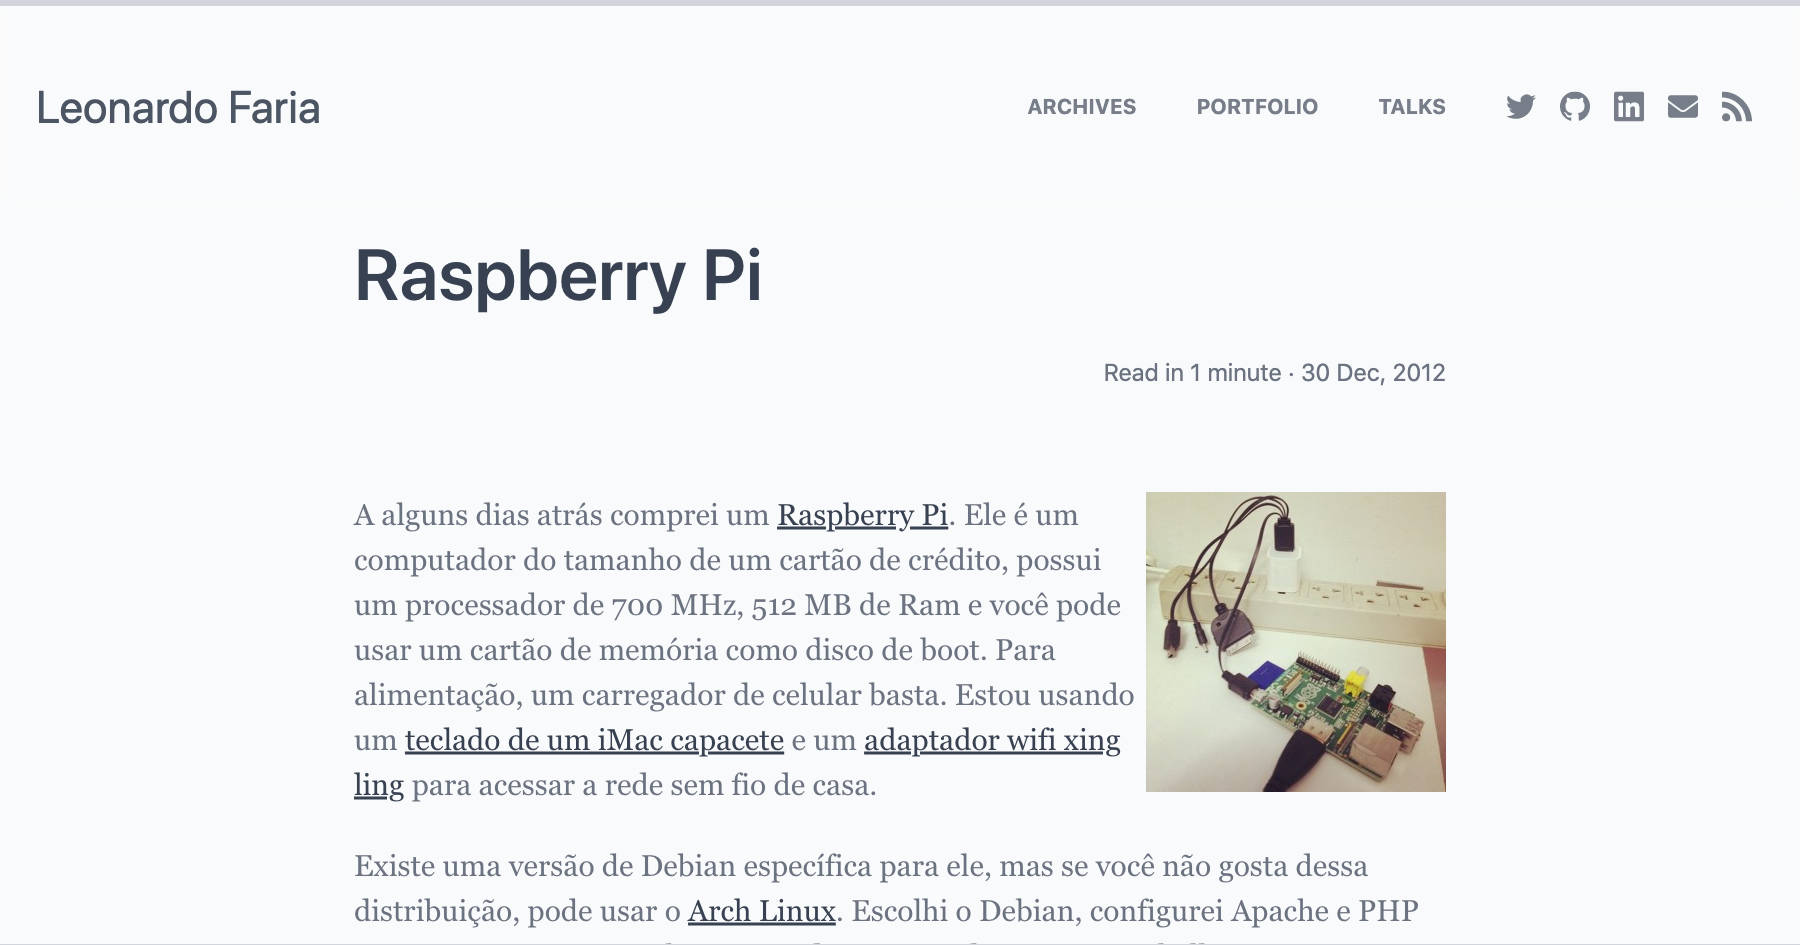 Leonardo Faria
ARCHIVES PORTFOLIO TALKS
Raspberry Pi
Read in 1 minute · 30 Dec, 2012
A alguns dias atrás comprei um Raspberry Pi. Ele é um
computador do tamanho de um cartão de crédito, possui
um processador de 700 MHz, 512 MB de Ram e você pode
usar um cartão de memória como disco de boot. Para
alimentação, um carregador de celular basta. Estou usando
um teclado de um iMac capacete e um adaptador wifi xing
ling para acessar a rede sem fio de casa.
Existe uma versão de Debian específica para ele, mas se você não gosta dessa
distribuição, pode usar o Arch Linux. Escolhi o Debian, configurei Apache e PHP